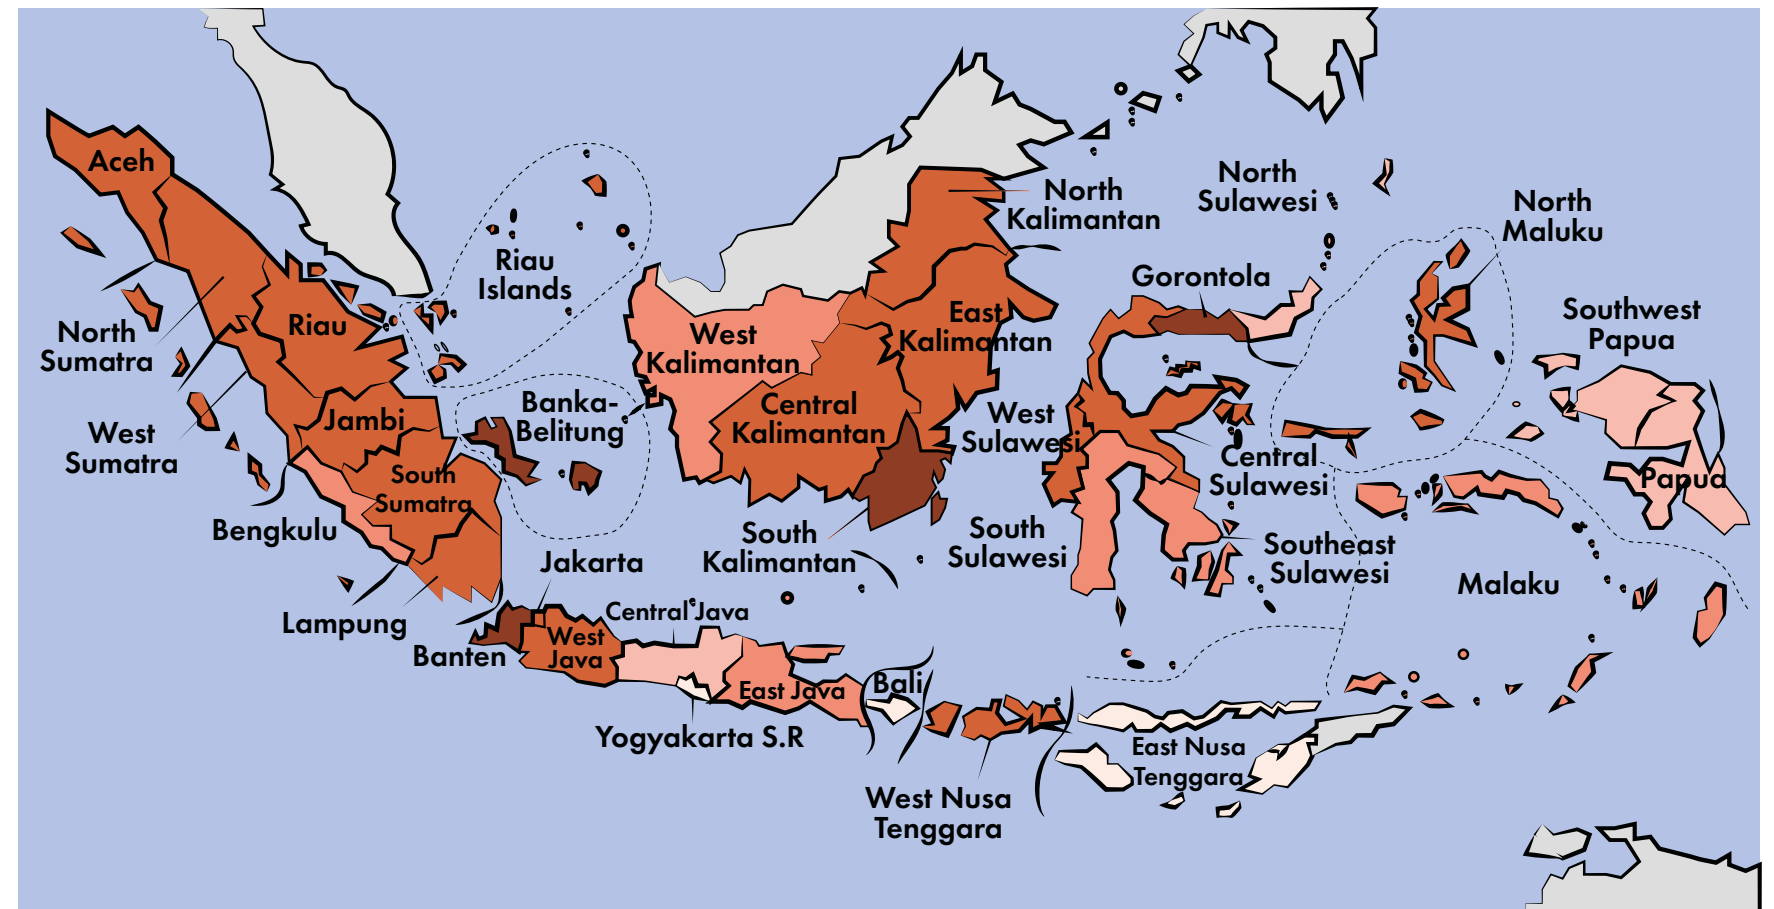 Aceh
North
Sumatra
West
Sumatra
Riau
Riau
Islands
Jambi
South
Sumatra
Bengkulu
Lampung
Banka-
Belitung
Jakarta
Banten
West
Java
Central Java
Yogyakarta S.R
East Java
Bali
West Nusa
Tenggara
East Nusa
Tenggara
West
Kalimantan
Central
Kalimantan
South
Kalimantan
East
Kalimantan
North
Kalimantan
North
Sulawesi
Gorontola
West
Sulawesi
Central
Sulawesi
South
Sulawesi
Southeast
Sulawesi
North
Maluku
Malaku
Southwest
Papua
Papua